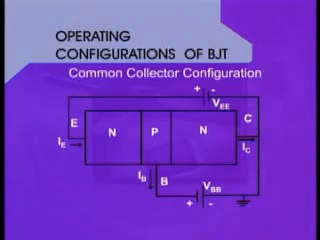 OPERATING
CONFIGURATIONS OF BJT
Common Collector Configuration
+ -
VEE
E C
N P N
IE IC
IB B
VBB
+ -